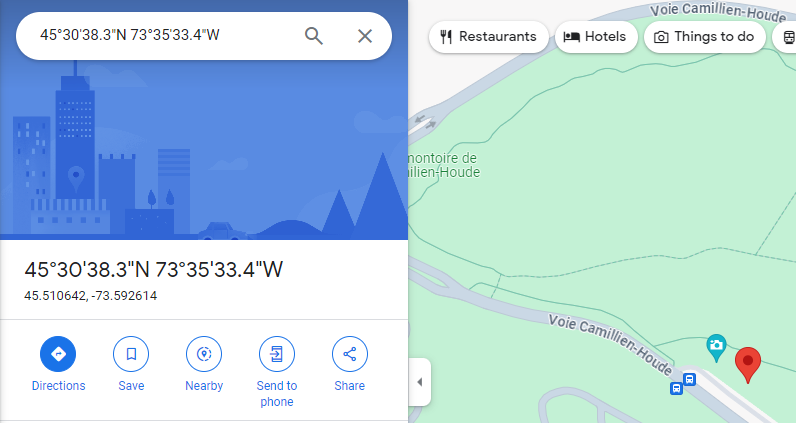 45°30'38.3"N 73°35'33.4"W
Restaurants
Hotels
Things to do
45°30'38.3"N 73°35'33.4"W
45.510642, -73.592614
Directions
Save
Nearby
Send to
phone
Share
Voie Camillien-Houde
montoire de
ilien-Houde
Voie Camillien-Houde